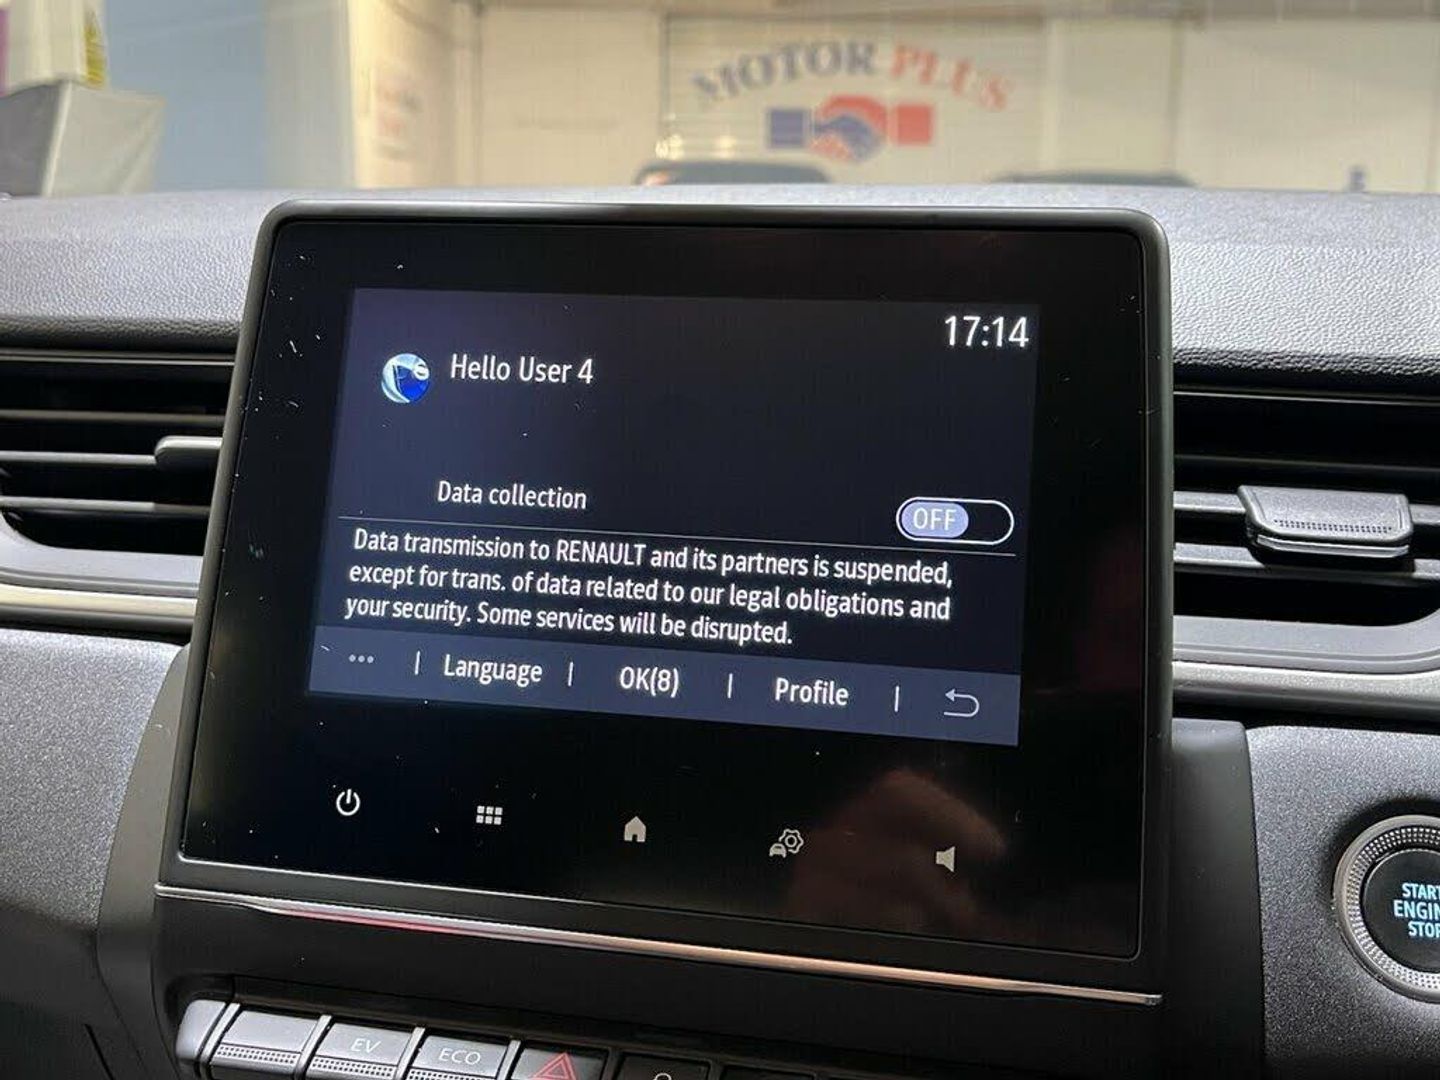 MOTOR PLUS
17:14
Hello User 4
Data collection
OFF
Data transmission to RENAULT and its partners is suspended,
except for trans. of data related to our legal obligations and
your security. Some services will be disrupted.
... | Language | OK(8) | Profile |
START
STOP
EV
ECO